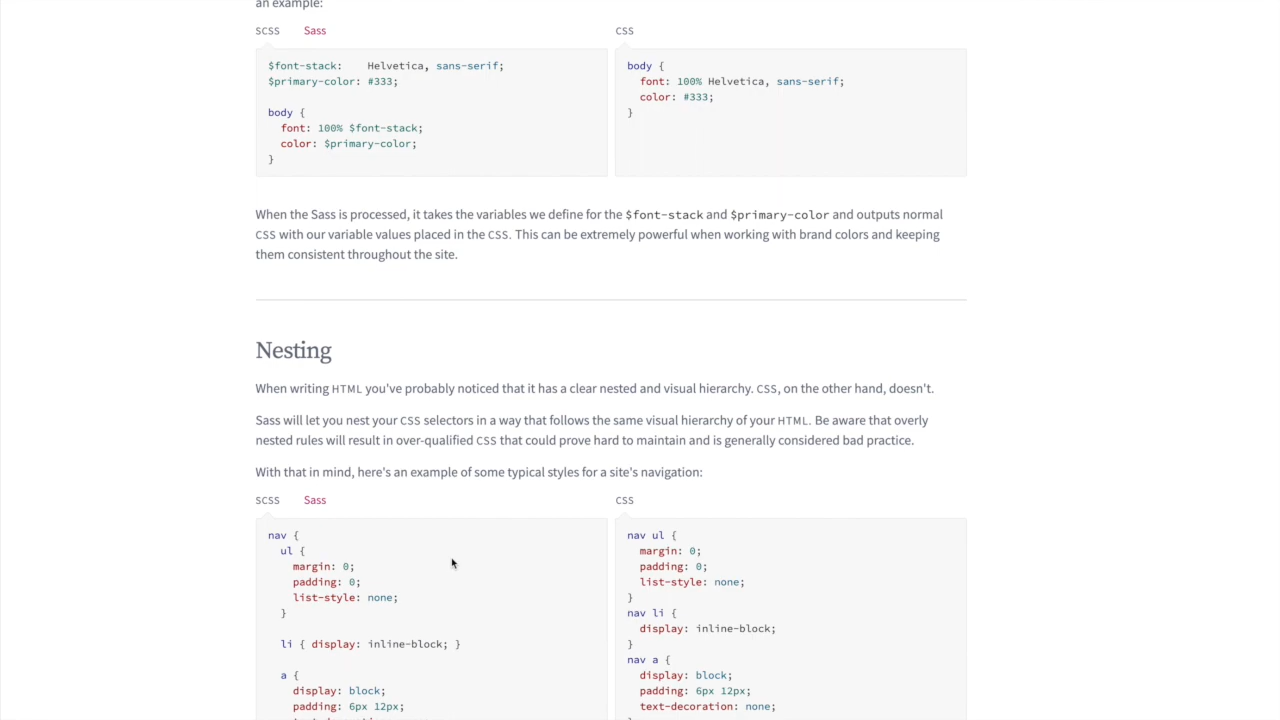 an example:
SCSS Sass
$font-stack:    Helvetica, sans-serif;
$primary-color: #333;
body {
  font: 100% $font-stack;
  color: $primary-color;
}
CSS
body {
  font: 100% Helvetica, sans-serif;
  color: #333;
}
When the Sass is processed, it takes the variables we define for the $font-stack and $primary-color and outputs normal
CSS with our variable values placed in the CSS. This can be extremely powerful when working with brand colors and keeping
them consistent throughout the site.
Nesting
When writing HTML you've probably noticed that it has a clear nested and visual hierarchy. CSS, on the other hand, doesn't.
Sass will let you nest your CSS selectors in a way that follows the same visual hierarchy of your HTML. Be aware that overly
nested rules will result in over-qualified CSS that could prove hard to maintain and is generally considered bad practice.
With that in mind, here's an example of some typical styles for a site's navigation:
SCSS Sass
nav {
  ul {
    margin: 0;
    padding: 0;
    list-style: none;
  }
  li { display: inline-block; }
  a {
    display: block;
    padding: 6px 12px;
CSS
nav ul {
  margin: 0;
  padding: 0;
  list-style: none;
}
nav li {
  display: inline-block;
}
nav a {
  display: block;
  padding: 6px 12px;
  text-decoration: none;